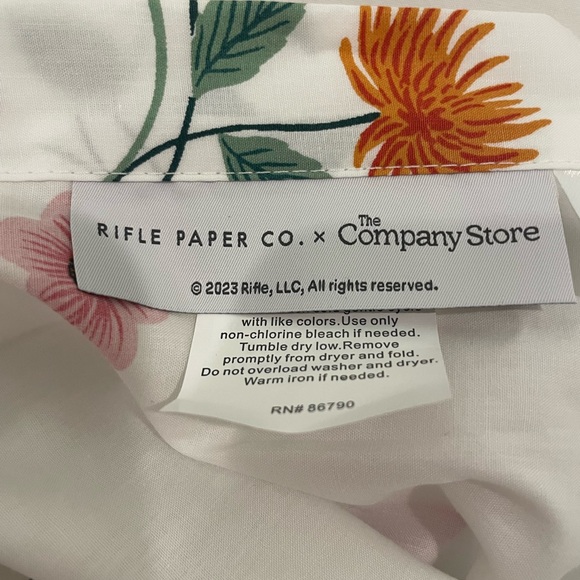 RIFLE PAPER CO. × The Company Store
© 2023 Rifle, LLC, All rights reserved.
with like colors.Use only
non-chlorine bleach if needed.
Tumble dry low.Remove
promptly from dryer and fold.
Do not overload washer and dryer.
Warm iron if needed.
RN# 86790